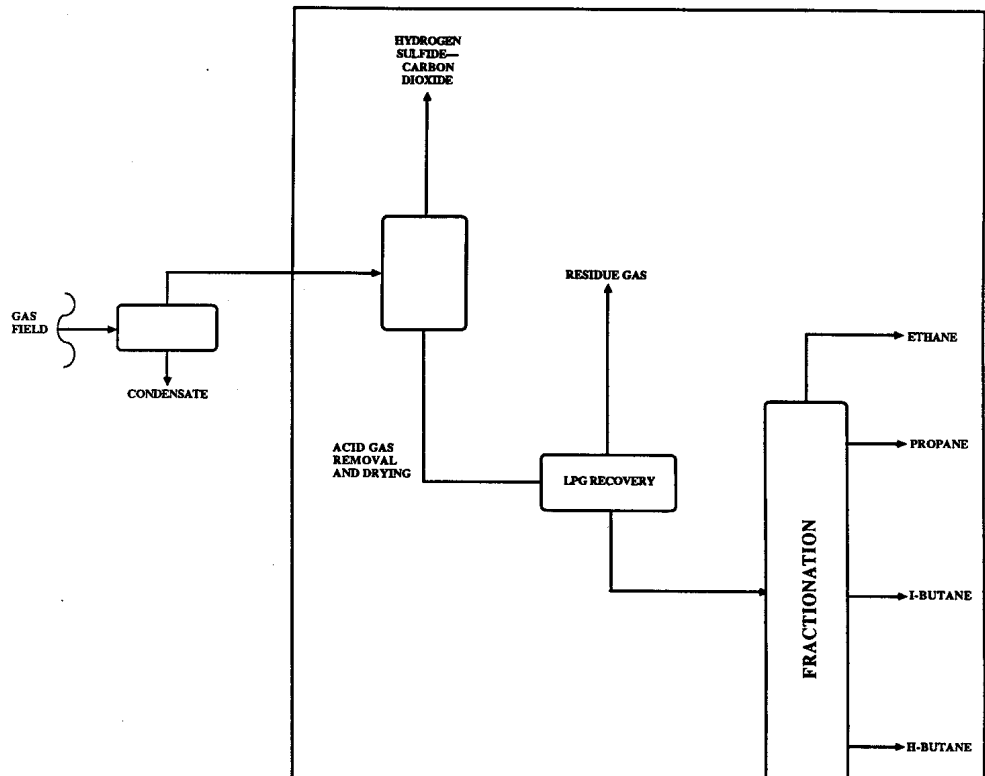 HYDROGEN
SULFIDE—
CARBON
DIOXIDE
RESIDUE GAS
GAS
FIELD
ETHANE
CONDENSATE
PROPANE
ACID GAS
REMOVAL
AND DRYING
LPG RECOVERY
FRACTIONATION
I-BUTANE
H-BUTANE